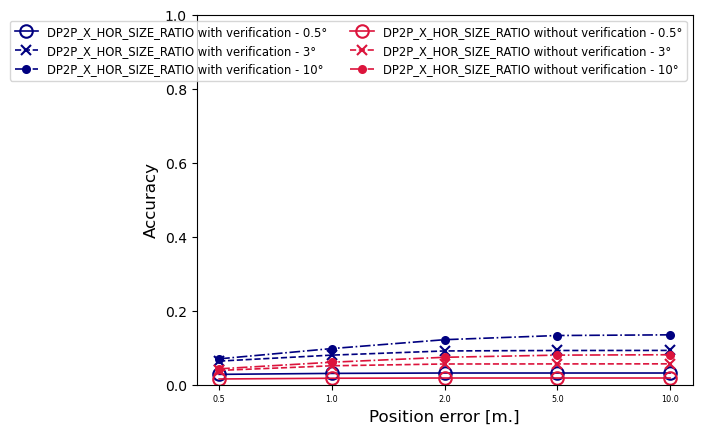 1.0
DP2P_X_HOR_SIZE_RATIO with verification - 0.5°
DP2P_X_HOR_SIZE_RATIO with verification - 3°
DP2P_X_HOR_SIZE_RATIO with verification - 10°
DP2P_X_HOR_SIZE_RATIO without verification - 0.5°
DP2P_X_HOR_SIZE_RATIO without verification - 3°
DP2P_X_HOR_SIZE_RATIO without verification - 10°
0.8
0.6
0.4
0.2
0.0
Accuracy
0.5 1.0 2.0 5.0 10.0
Position error [m.]